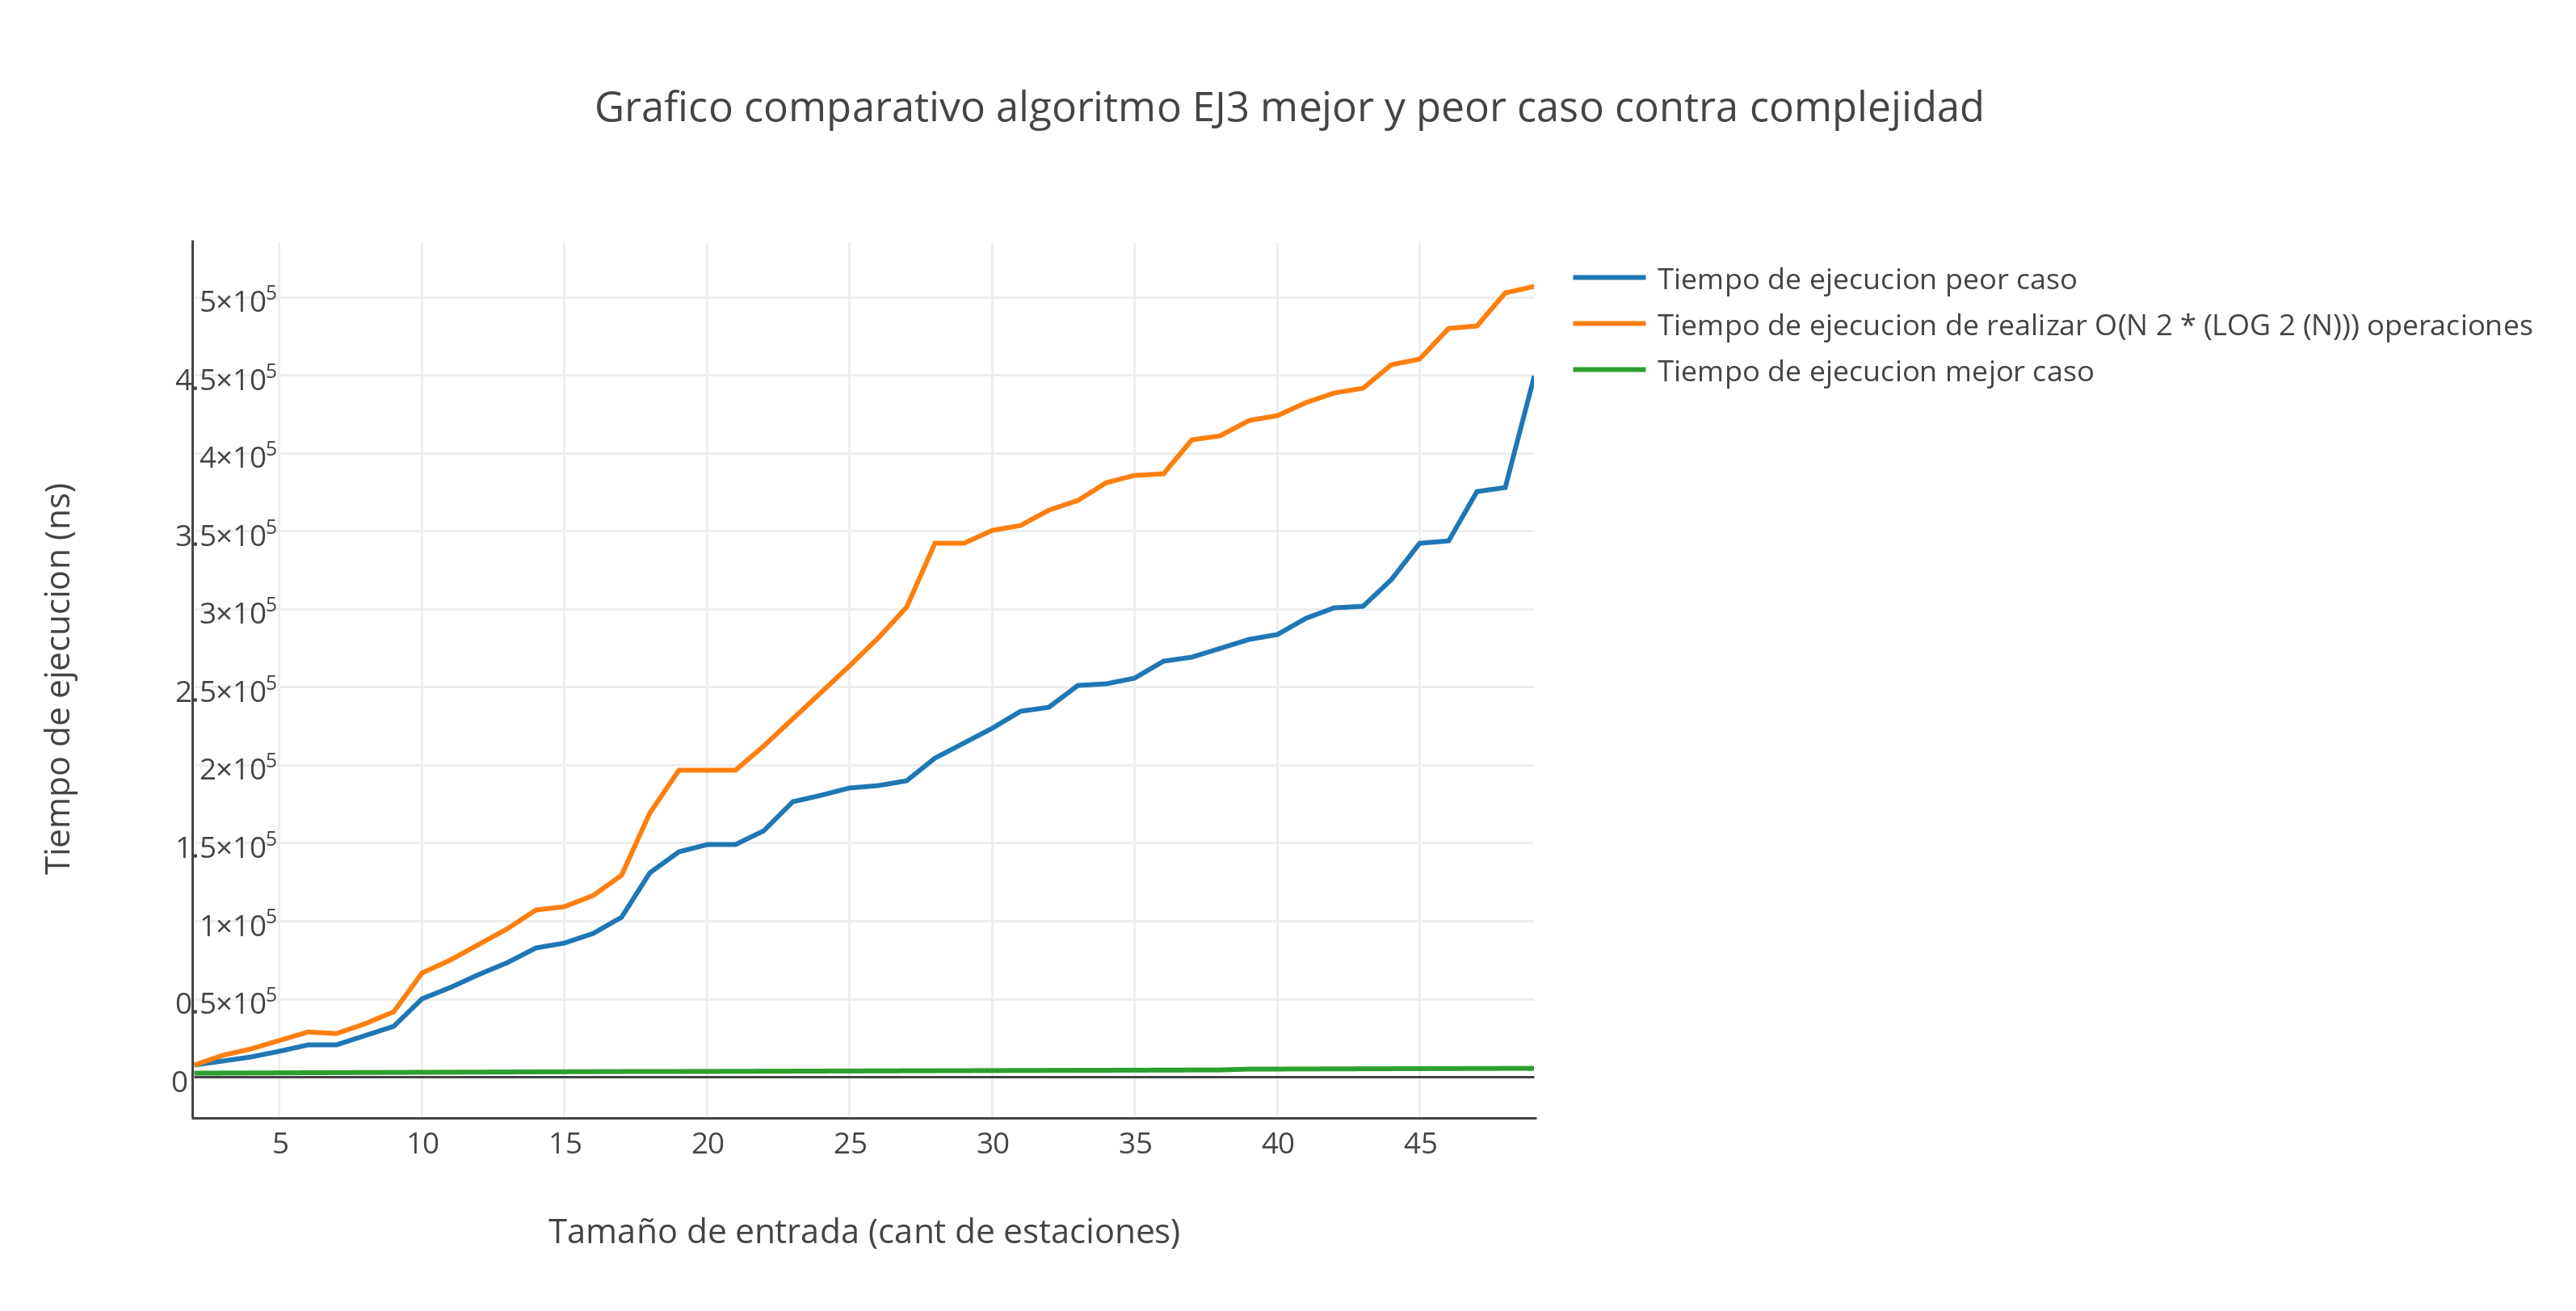 Grafico comparativo algoritmo EJ3 mejor y peor caso contra complejidad
Tiempo de ejecucion peor caso
Tiempo de ejecucion de realizar O(N 2 * (LOG 2 (N))) operaciones
Tiempo de ejecucion mejor caso
Tiempo de ejecucion (ns)
5×10⁵
4.5×10⁵
4×10⁵
3.5×10⁵
3×10⁵
2.5×10⁵
2×10⁵
1.5×10⁵
1×10⁵
0.5×10⁵
0
5 10 15 20 25 30 35 40 45
Tamaño de entrada (cant de estaciones)